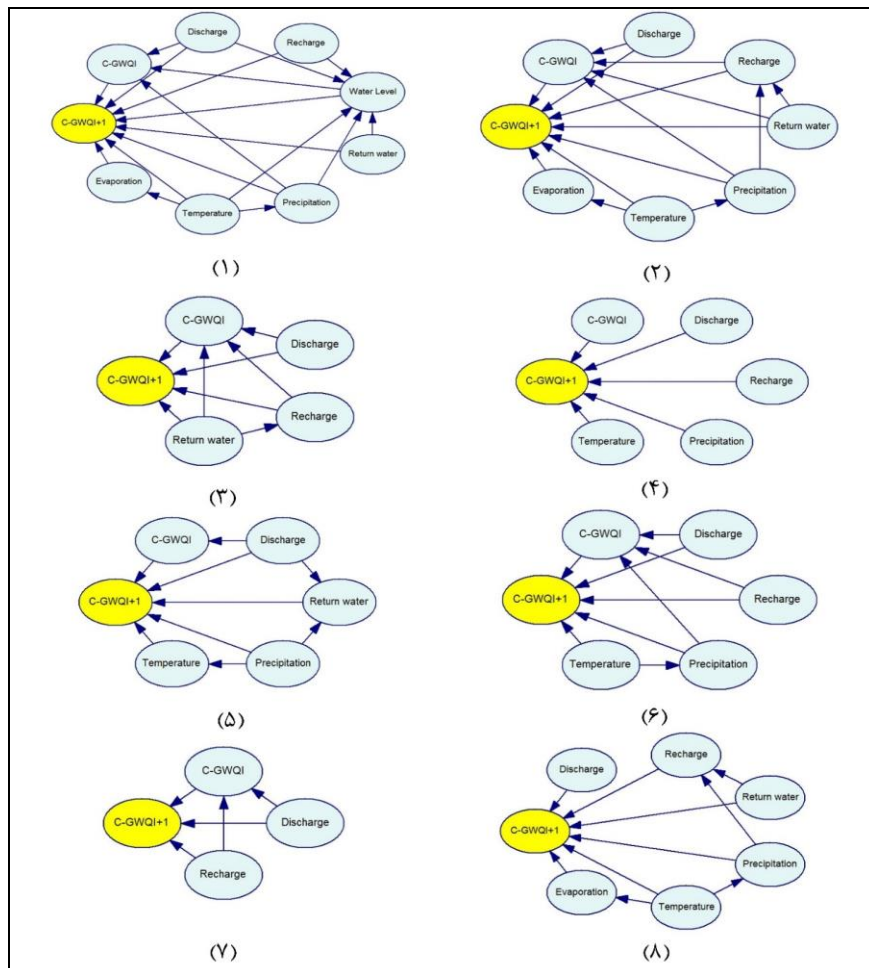 Discharge
Recharge
C-GWQI
Water Level
C-GWQI+1
Return water
Evaporation
Temperature
Precipitation
(۱)
Discharge
C-GWQI
Recharge
C-GWQI+1
Return water
Evaporation
Precipitation
Temperature
(۲)
C-GWQI
Discharge
C-GWQI+1
Recharge
Return water
(۳)
C-GWQI
Discharge
C-GWQI+1
Recharge
Temperature
Precipitation
(۴)
C-GWQI
Discharge
C-GWQI+1
Return water
Temperature
Precipitation
(۵)
C-GWQI
Discharge
C-GWQI+1
Recharge
Temperature
Precipitation
(۶)
C-GWQI
C-GWQI+1
Discharge
Recharge
(۷)
Recharge
Discharge
Return water
C-GWQI+1
Precipitation
Evaporation
Temperature
(۸)